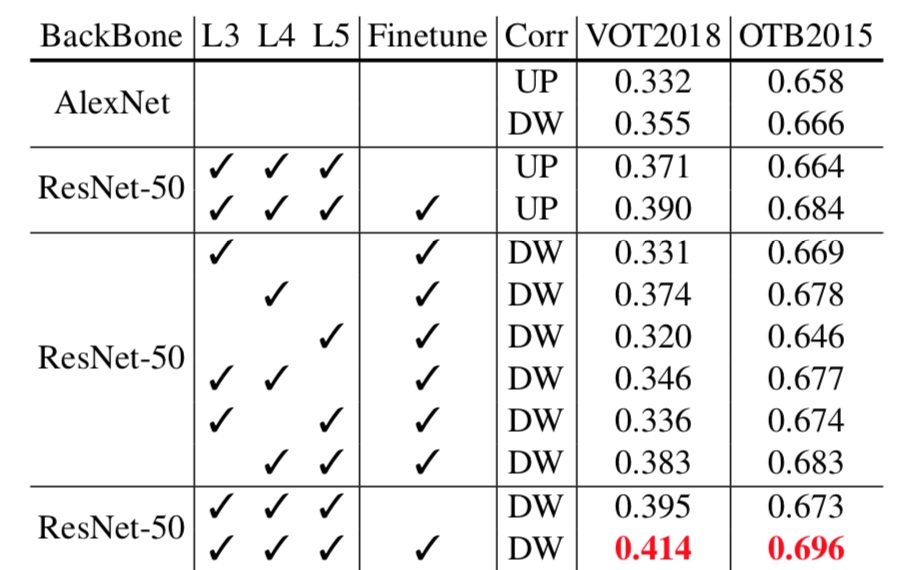 BackBone L3 L4 L5 Finetune Corr VOT2018 OTB2015
AlexNet UP 0.332 0.658
DW 0.355 0.666
ResNet-50 ✓ ✓ ✓ UP 0.371 0.664
✓ ✓ ✓ ✓ UP 0.390 0.684
ResNet-50 ✓ ✓ DW 0.331 0.669
✓ ✓ DW 0.374 0.678
✓ ✓ DW 0.320 0.646
✓ ✓ ✓ DW 0.346 0.677
✓ ✓ ✓ DW 0.336 0.674
✓ ✓ ✓ DW 0.383 0.683
ResNet-50 ✓ ✓ ✓ DW 0.395 0.673
✓ ✓ ✓ ✓ DW 0.414 0.696